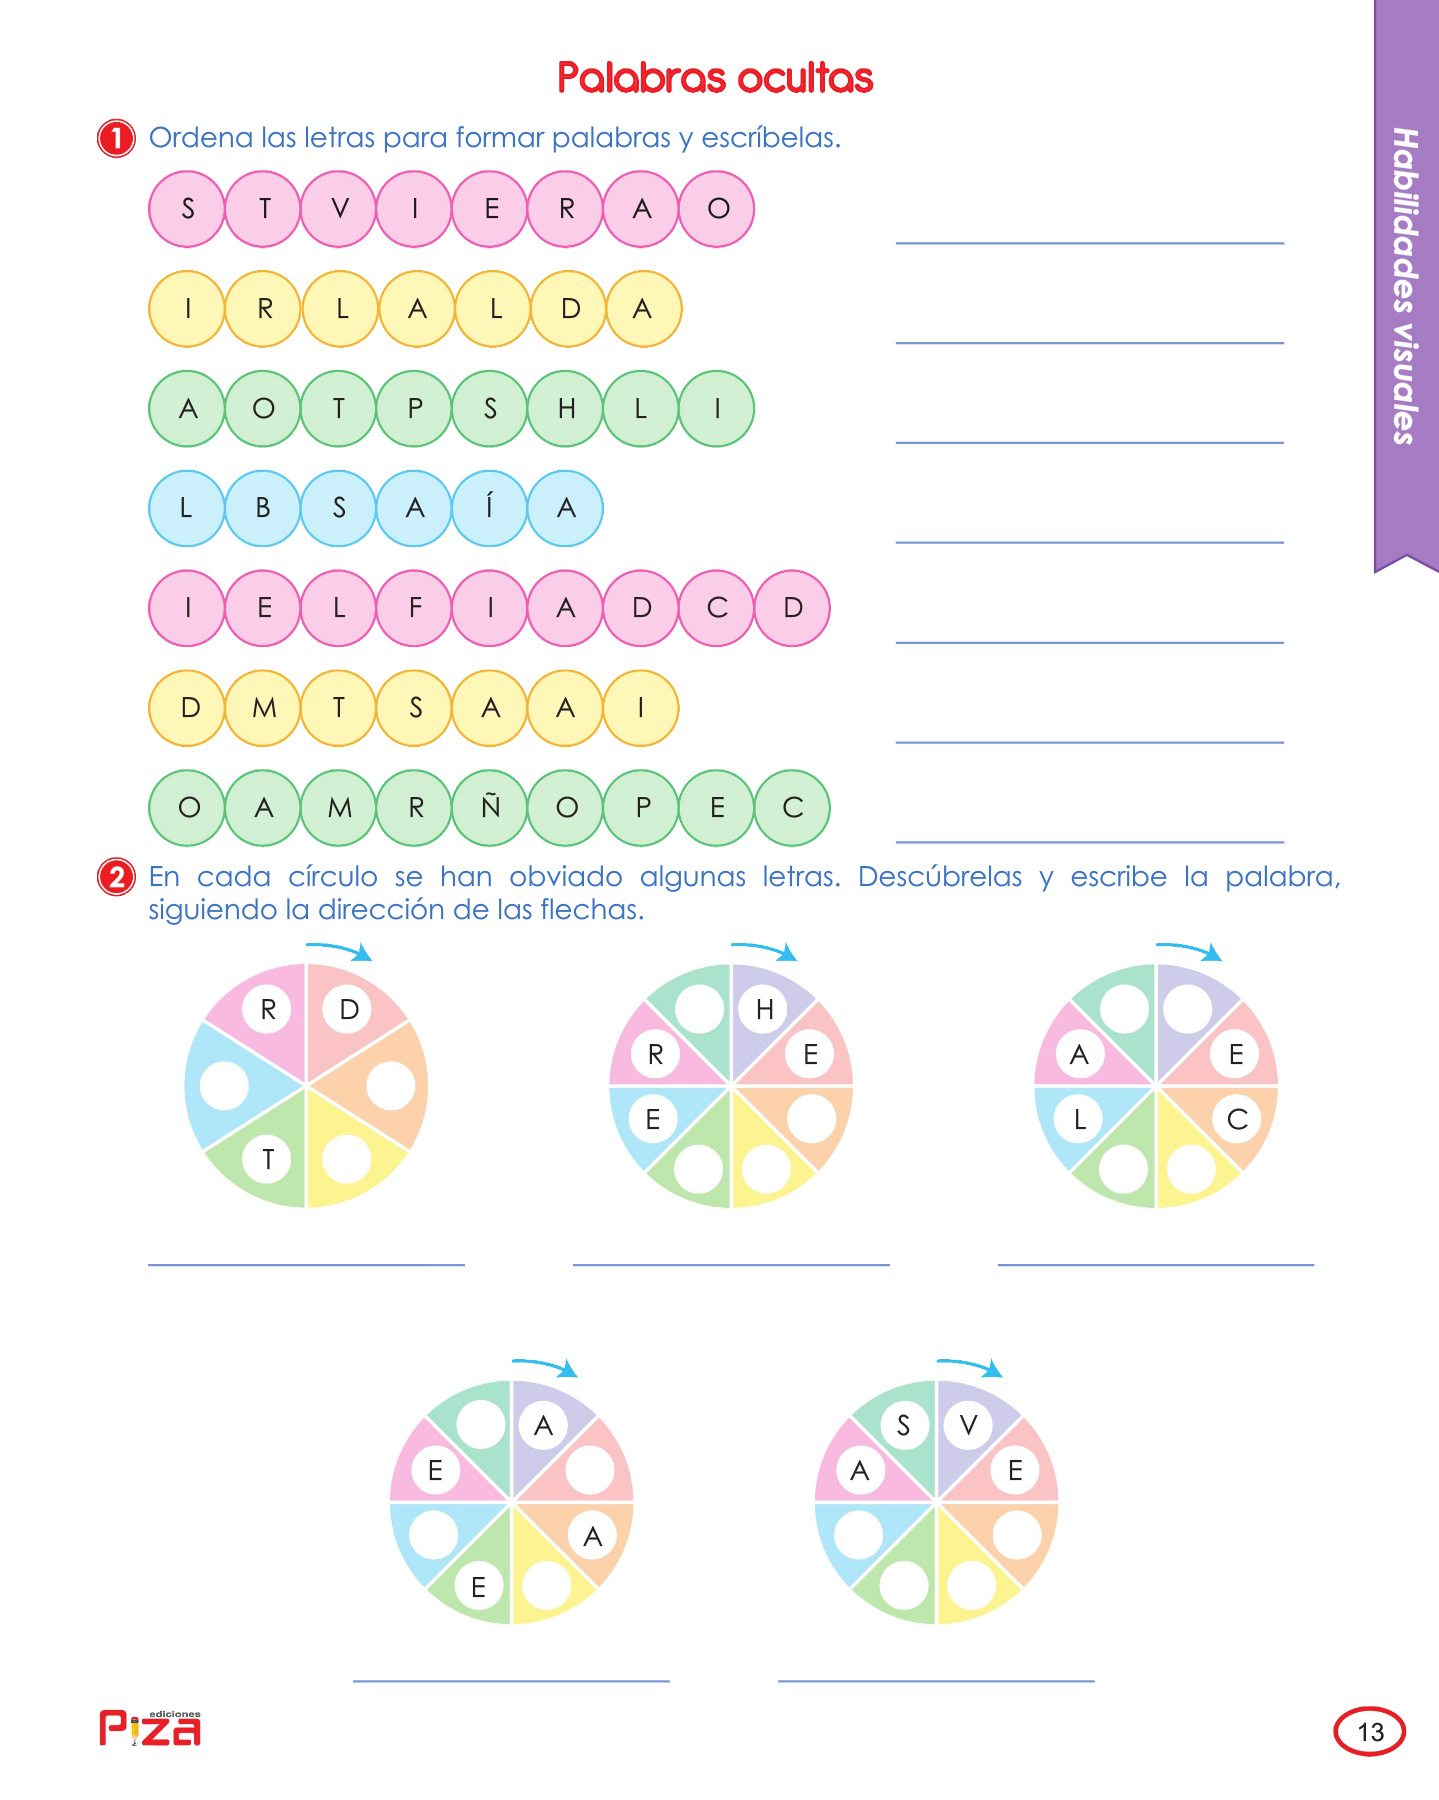 Palabras ocultas
Habilidades visuales
1 Ordena las letras para formar palabras y escríbelas.
S T V I E R A O
I R L A L D A
A O T P S H L I
L B S A Í A
I E L F I A D C D
D M T S A A I
O A M R Ñ O P E C
2 En cada círculo se han obviado algunas letras. Descúbrelas y escribe la palabra,
siguiendo la dirección de las flechas.
R D
T
H
R E
E
A E
L C
A
E
A
E
S V
A E
ediciones
Piza
13